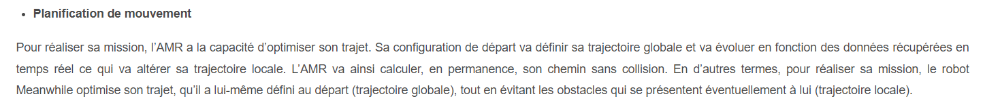 • Planification de mouvement
Pour réaliser sa mission, l’AMR a la capacité d’optimiser son trajet. Sa configuration de départ va définir sa trajectoire globale et va évoluer en fonction des données récupérées en
temps réel ce qui va altérer sa trajectoire locale. L’AMR va ainsi calculer, en permanence, son chemin sans collision. En d’autres termes, pour réaliser sa mission, le robot
Meanwhile optimise son trajet, qu’il a lui-même défini au départ (trajectoire globale), tout en évitant les obstacles qui se présentent éventuellement à lui (trajectoire locale).